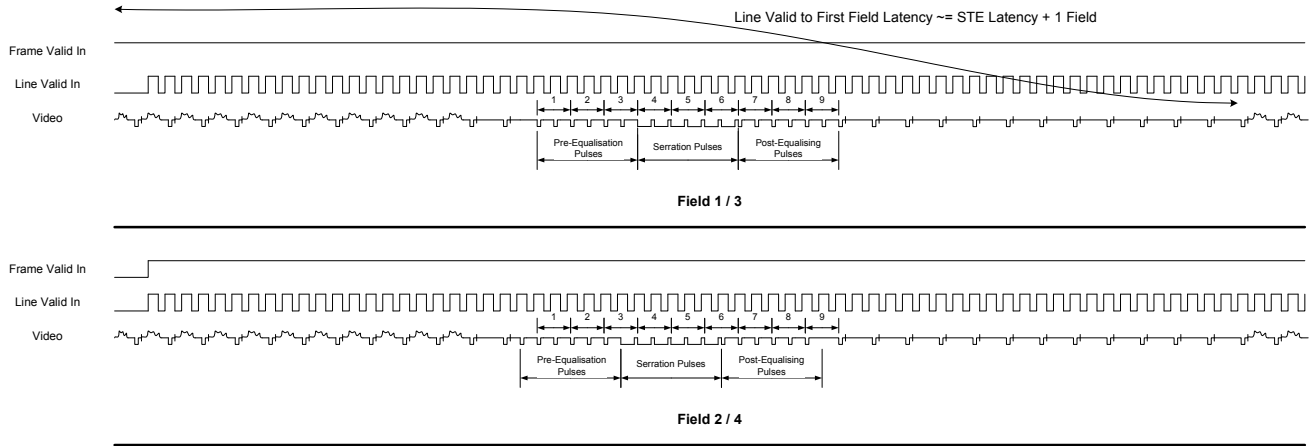 Line Valid to First Field Latency ~= STE Latency + 1 Field
Frame Valid In
Line Valid In
1 2 3 4 5 6 7 8 9
Video
Pre-Equalisation Pulses
Serration Pulses
Post-Equalising Pulses
Field 1 / 3
Frame Valid In
Line Valid In
1 2 3 4 5 6 7 8 9
Video
Pre-Equalisation Pulses
Serration Pulses
Post-Equalising Pulses
Field 2 / 4